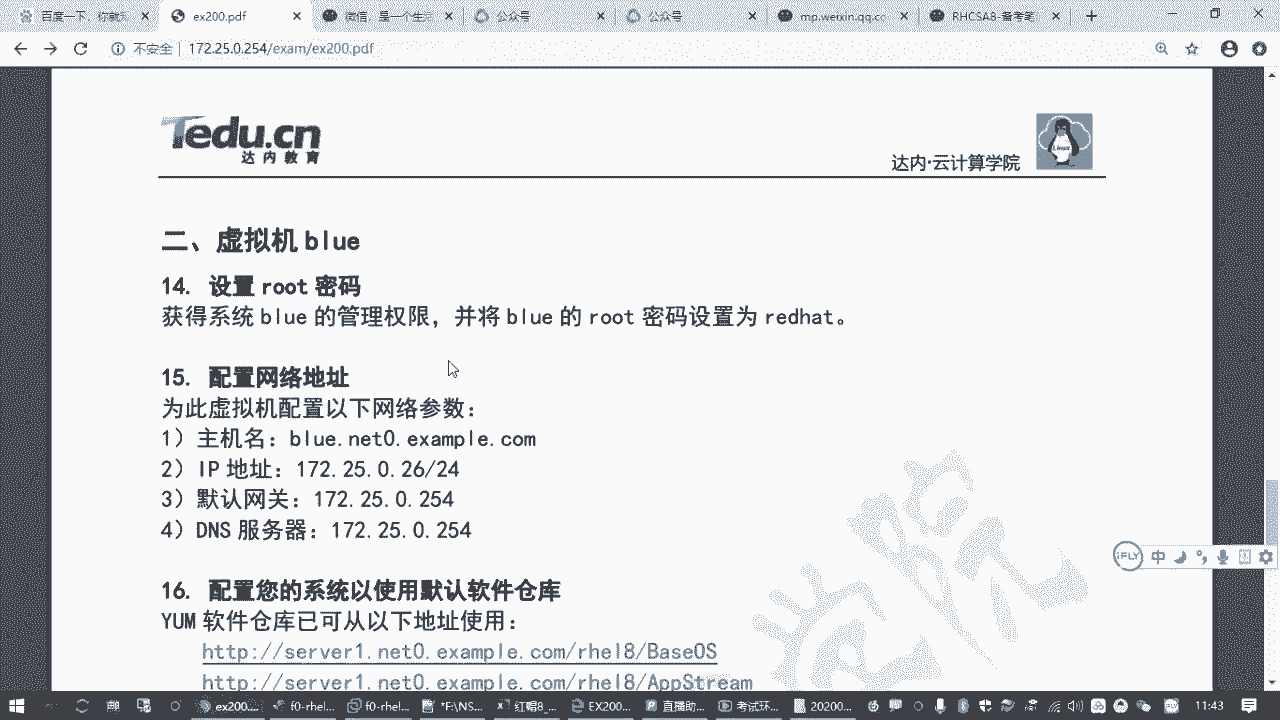 百度一下，你就知
ex200.pdf
微信，是一个生活
公众号
公众号
mp.weixin.qq.co
RHCSA8-备考笔
不安全 | 172.25.0.254/exam/ex200.pdf
Tedu.cn
达内教育
达内·云计算学院
Linux
二、虚拟机 blue
14. 设置 root 密码
获得系统 blue 的管理权限，并将 blue 的 root 密码设置为 redhat。
15. 配置网络地址
为此虚拟机配置以下网络参数：
1）主机名：blue.net0.example.com
2）IP 地址：172.25.0.26/24
3）默认网关：172.25.0.254
4）DNS 服务器：172.25.0.254
iFLY 中
16. 配置您的系统以使用默认软件仓库
YUM 软件仓库已可从以下地址使用：
http://server1.net0.example.com/rhel8/BaseOS
http://server1.net0.example.com/rhel8/AppStream
ex200.... f0-rhel... f0-rhel... *F:\NS... 红帽8_... EX200... 直播助... 考试环... 20200... 11:43